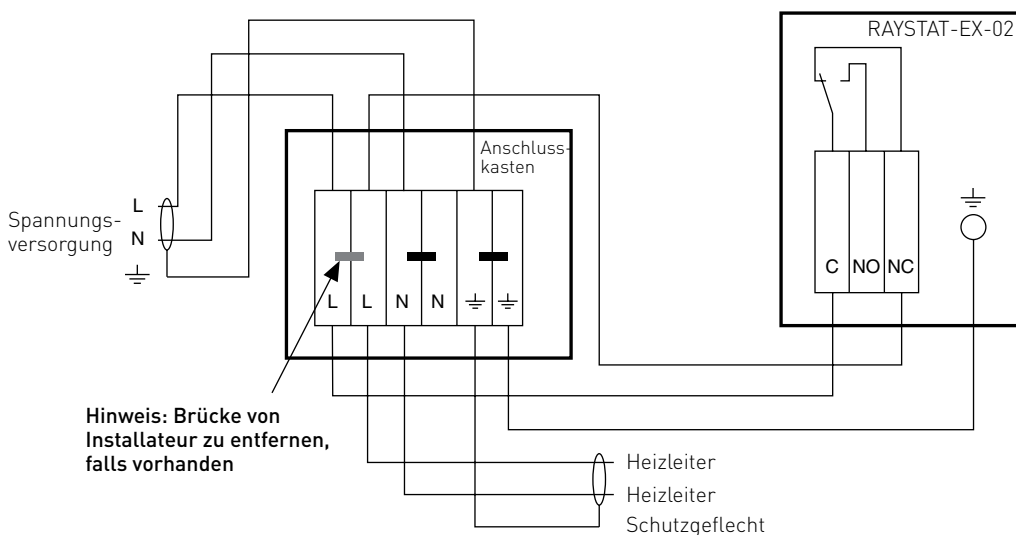 RAYSTAT-EX-02
Anschluss-
kasten
Spannungs-
versorgung
L
N
L L N N
C NO NC
Hinweis: Brücke von
Installateur zu entfernen,
falls vorhanden
Heizleiter
Heizleiter
Schutzgeflecht